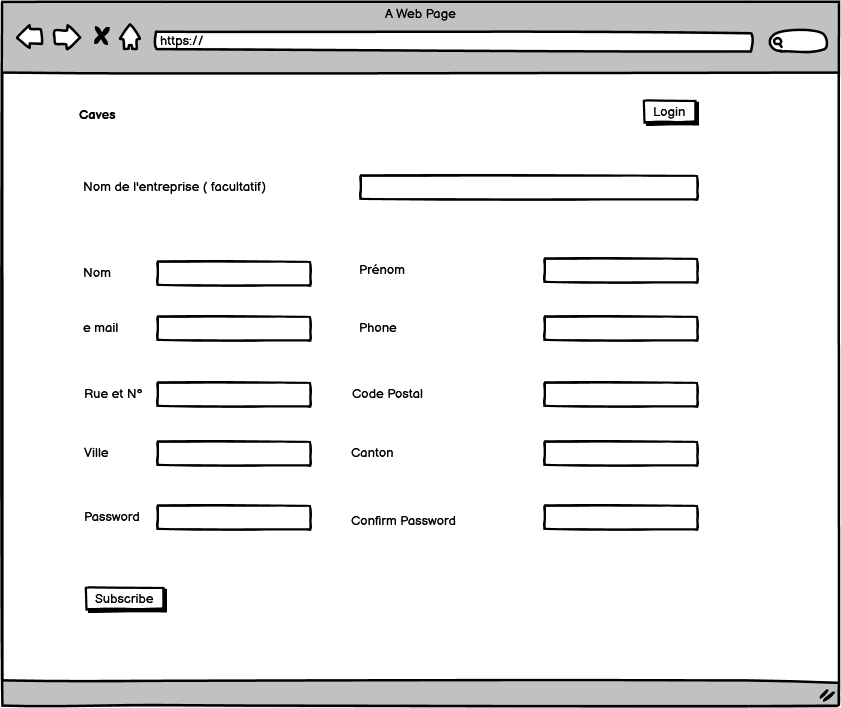 A Web Page
https://
Caves
Login
Nom de l'entreprise ( facultatif)
Nom
Prénom
e mail
Phone
Rue et N°
Code Postal
Ville
Canton
Password
Confirm Password
Subscribe